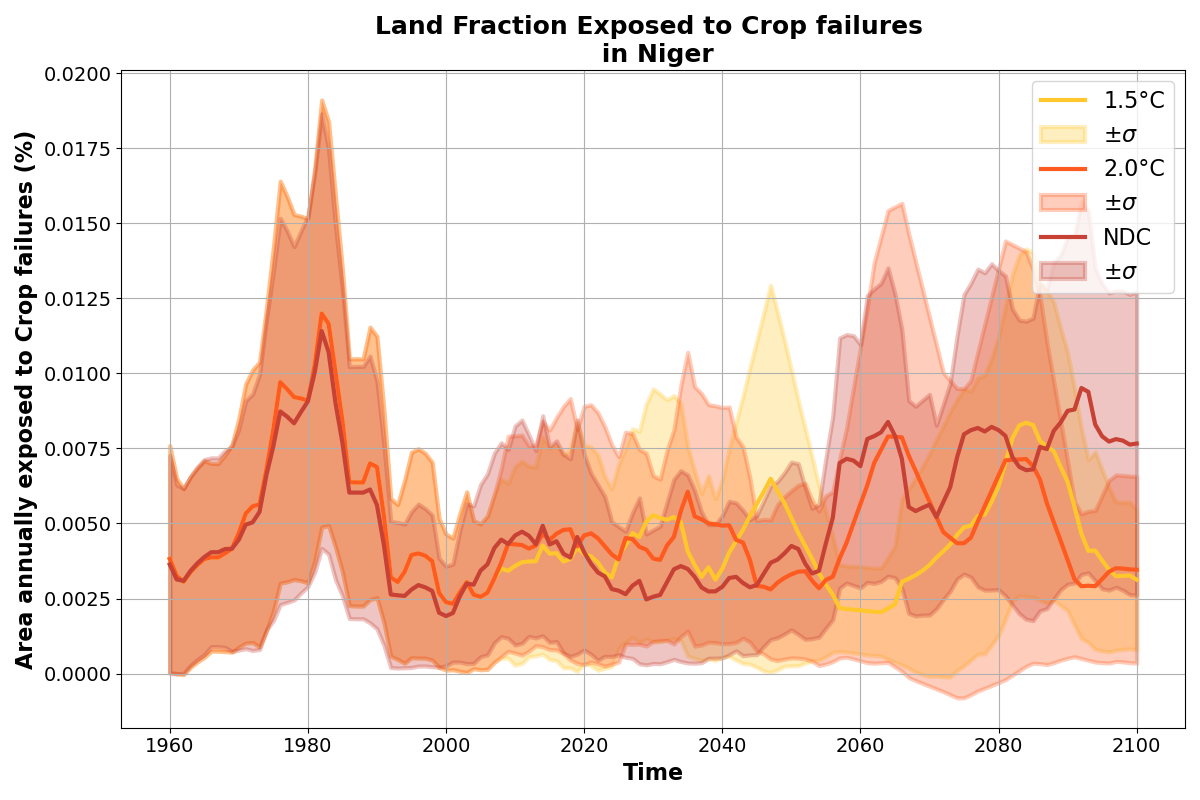 Land Fraction Exposed to Crop failures
in Niger
Area annually exposed to Crop failures (%)
0.0200
0.0175
0.0150
0.0125
0.0100
0.0075
0.0050
0.0025
0.0000
1.5°C
±σ
2.0°C
±σ
NDC
±σ
1960 1980 2000 2020 2040 2060 2080 2100
Time